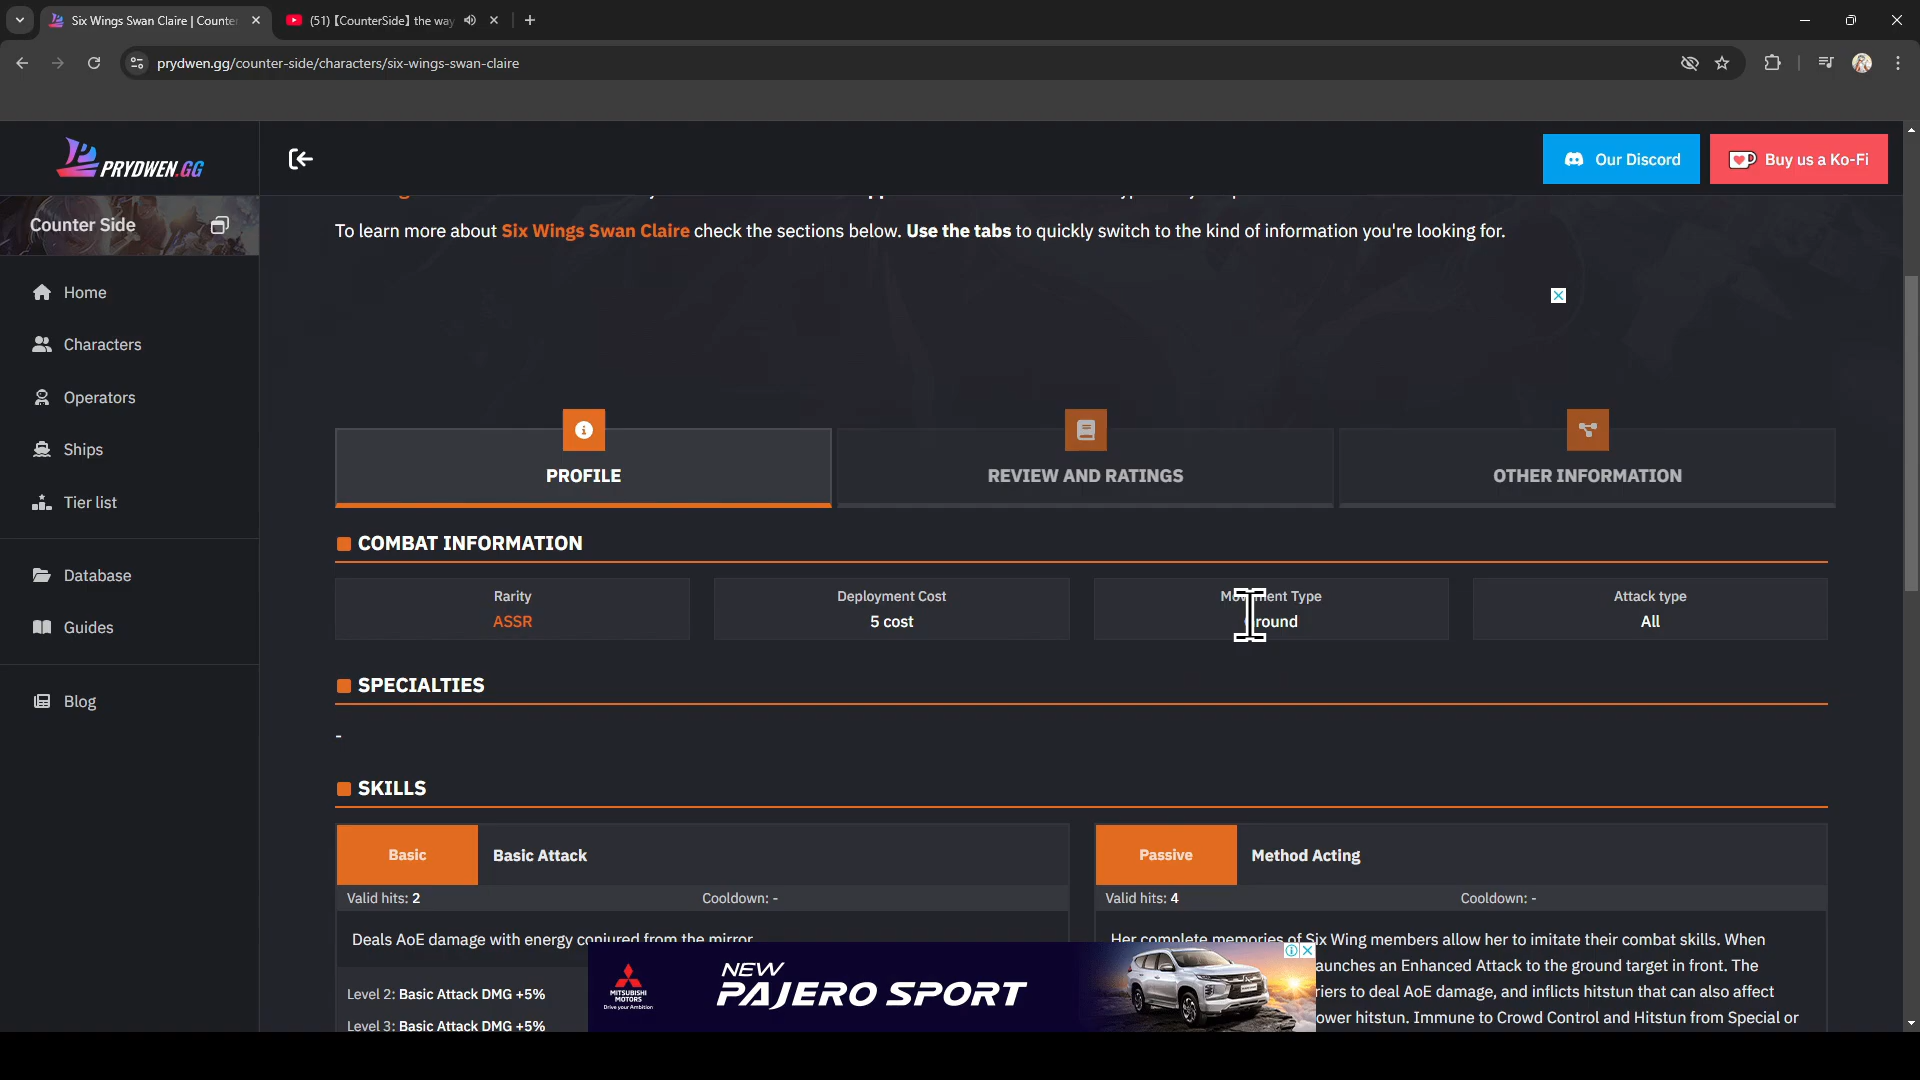 Six Wings Swan Claire | Counte
(51) 【CounterSide】 the way
prydwen.gg/counter-side/characters/six-wings-swan-claire
PRYDWEN.GG
Our Discord
Buy us a Ko-Fi
Counter Side
Home
Characters
Operators
Ships
Tier list
Database
Guides
Blog
To learn more about Six Wings Swan Claire check the sections below. Use the tabs to quickly switch to the kind of information you're looking for.
PROFILE
REVIEW AND RATINGS
OTHER INFORMATION
COMBAT INFORMATION
Rarity
ASSR
Deployment Cost
5 cost
Movement Type
Ground
Attack type
All
SPECIALTIES
-
SKILLS
Basic
Basic Attack
Valid hits: 2
Cooldown: -
Deals AoE damage with energy conjured from the mirror
Level 2: Basic Attack DMG +5%
Level 3: Basic Attack DMG +5%
Passive
Method Acting
Valid hits: 4
Cooldown: -
Her complete memories of Six Wing members allow her to imitate their combat skills. When
aunches an Enhanced Attack to the ground target in front. The
riers to deal AoE damage, and inflicts hitstun that can also affect
ower hitstun. Immune to Crowd Control and Hitstun from Special or
MITSUBISHI
MOTORS
Drive your Ambition
NEW
PAJERO SPORT